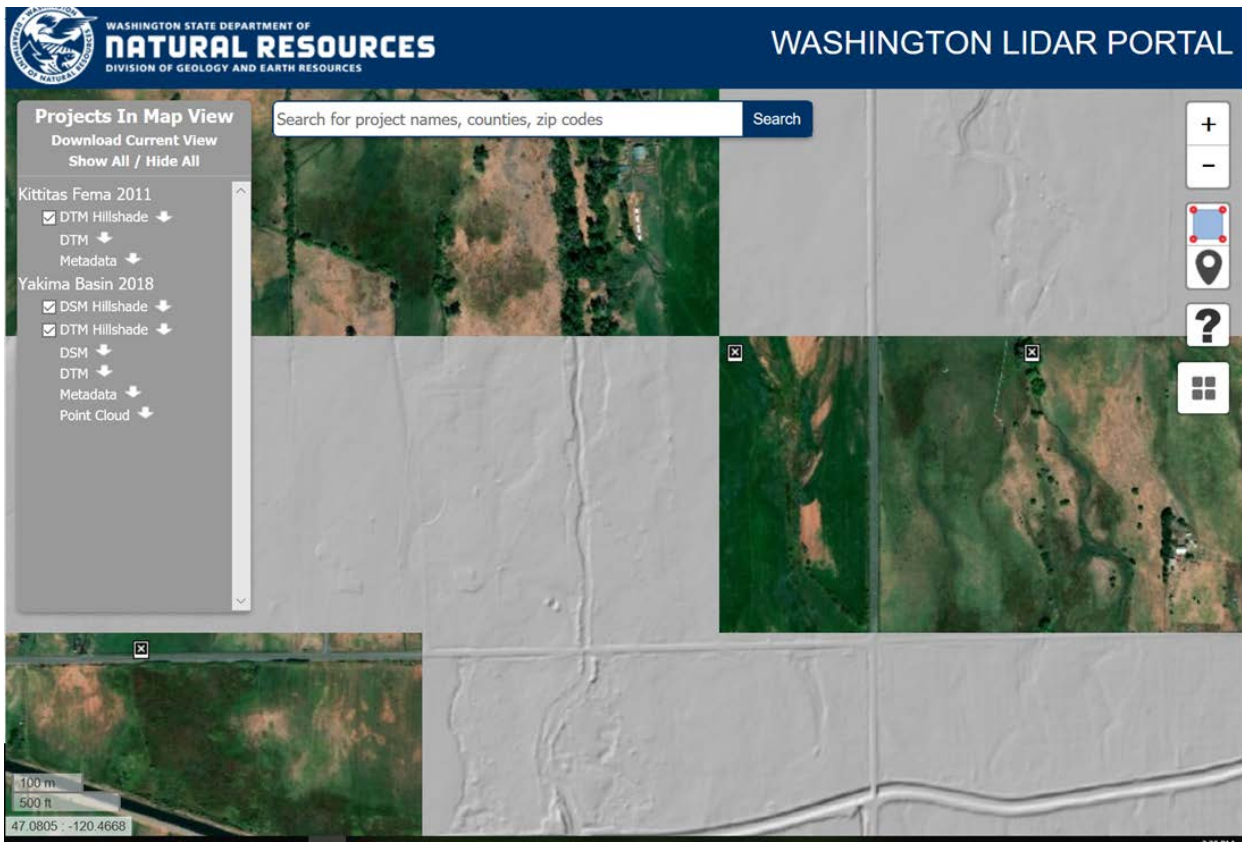 WASHINGTON STATE DEPARTMENT OF
NATURAL RESOURCES
DIVISION OF GEOLOGY AND EARTH RESOURCES
WASHINGTON LIDAR PORTAL
Projects In Map View
Download Current View
Show All / Hide All
Search for project names, counties, zip codes
Search
+
−
Kittitas Fema 2011
DTM Hillshade
DTM
Metadata
Yakima Basin 2018
DSM Hillshade
DTM Hillshade
DSM
DTM
Metadata
Point Cloud
?
100 m
500 ft
47.0805 : -120.4668